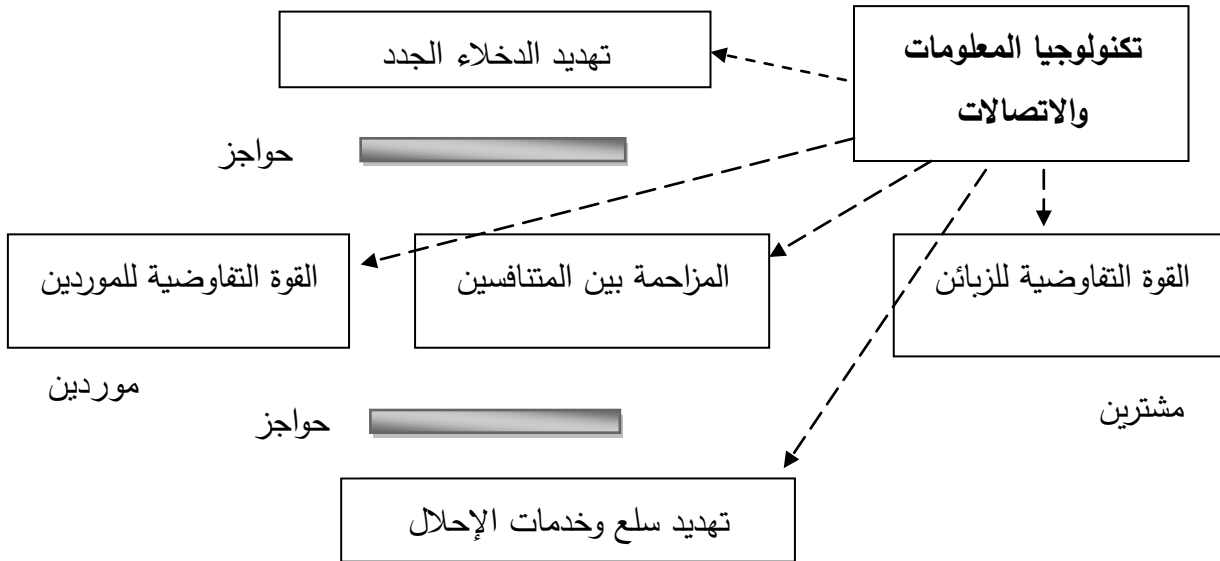 تكنولوجيا المعلومات
والاتصالات
تهديد الدخلاء الجدد
حواجز
القوة التفاوضية للزبائن
المزاحمة بين المتنافسين
القوة التفاوضية للموردين
مشترين
موردين
حواجز
تهديد سلع وخدمات الإحلال